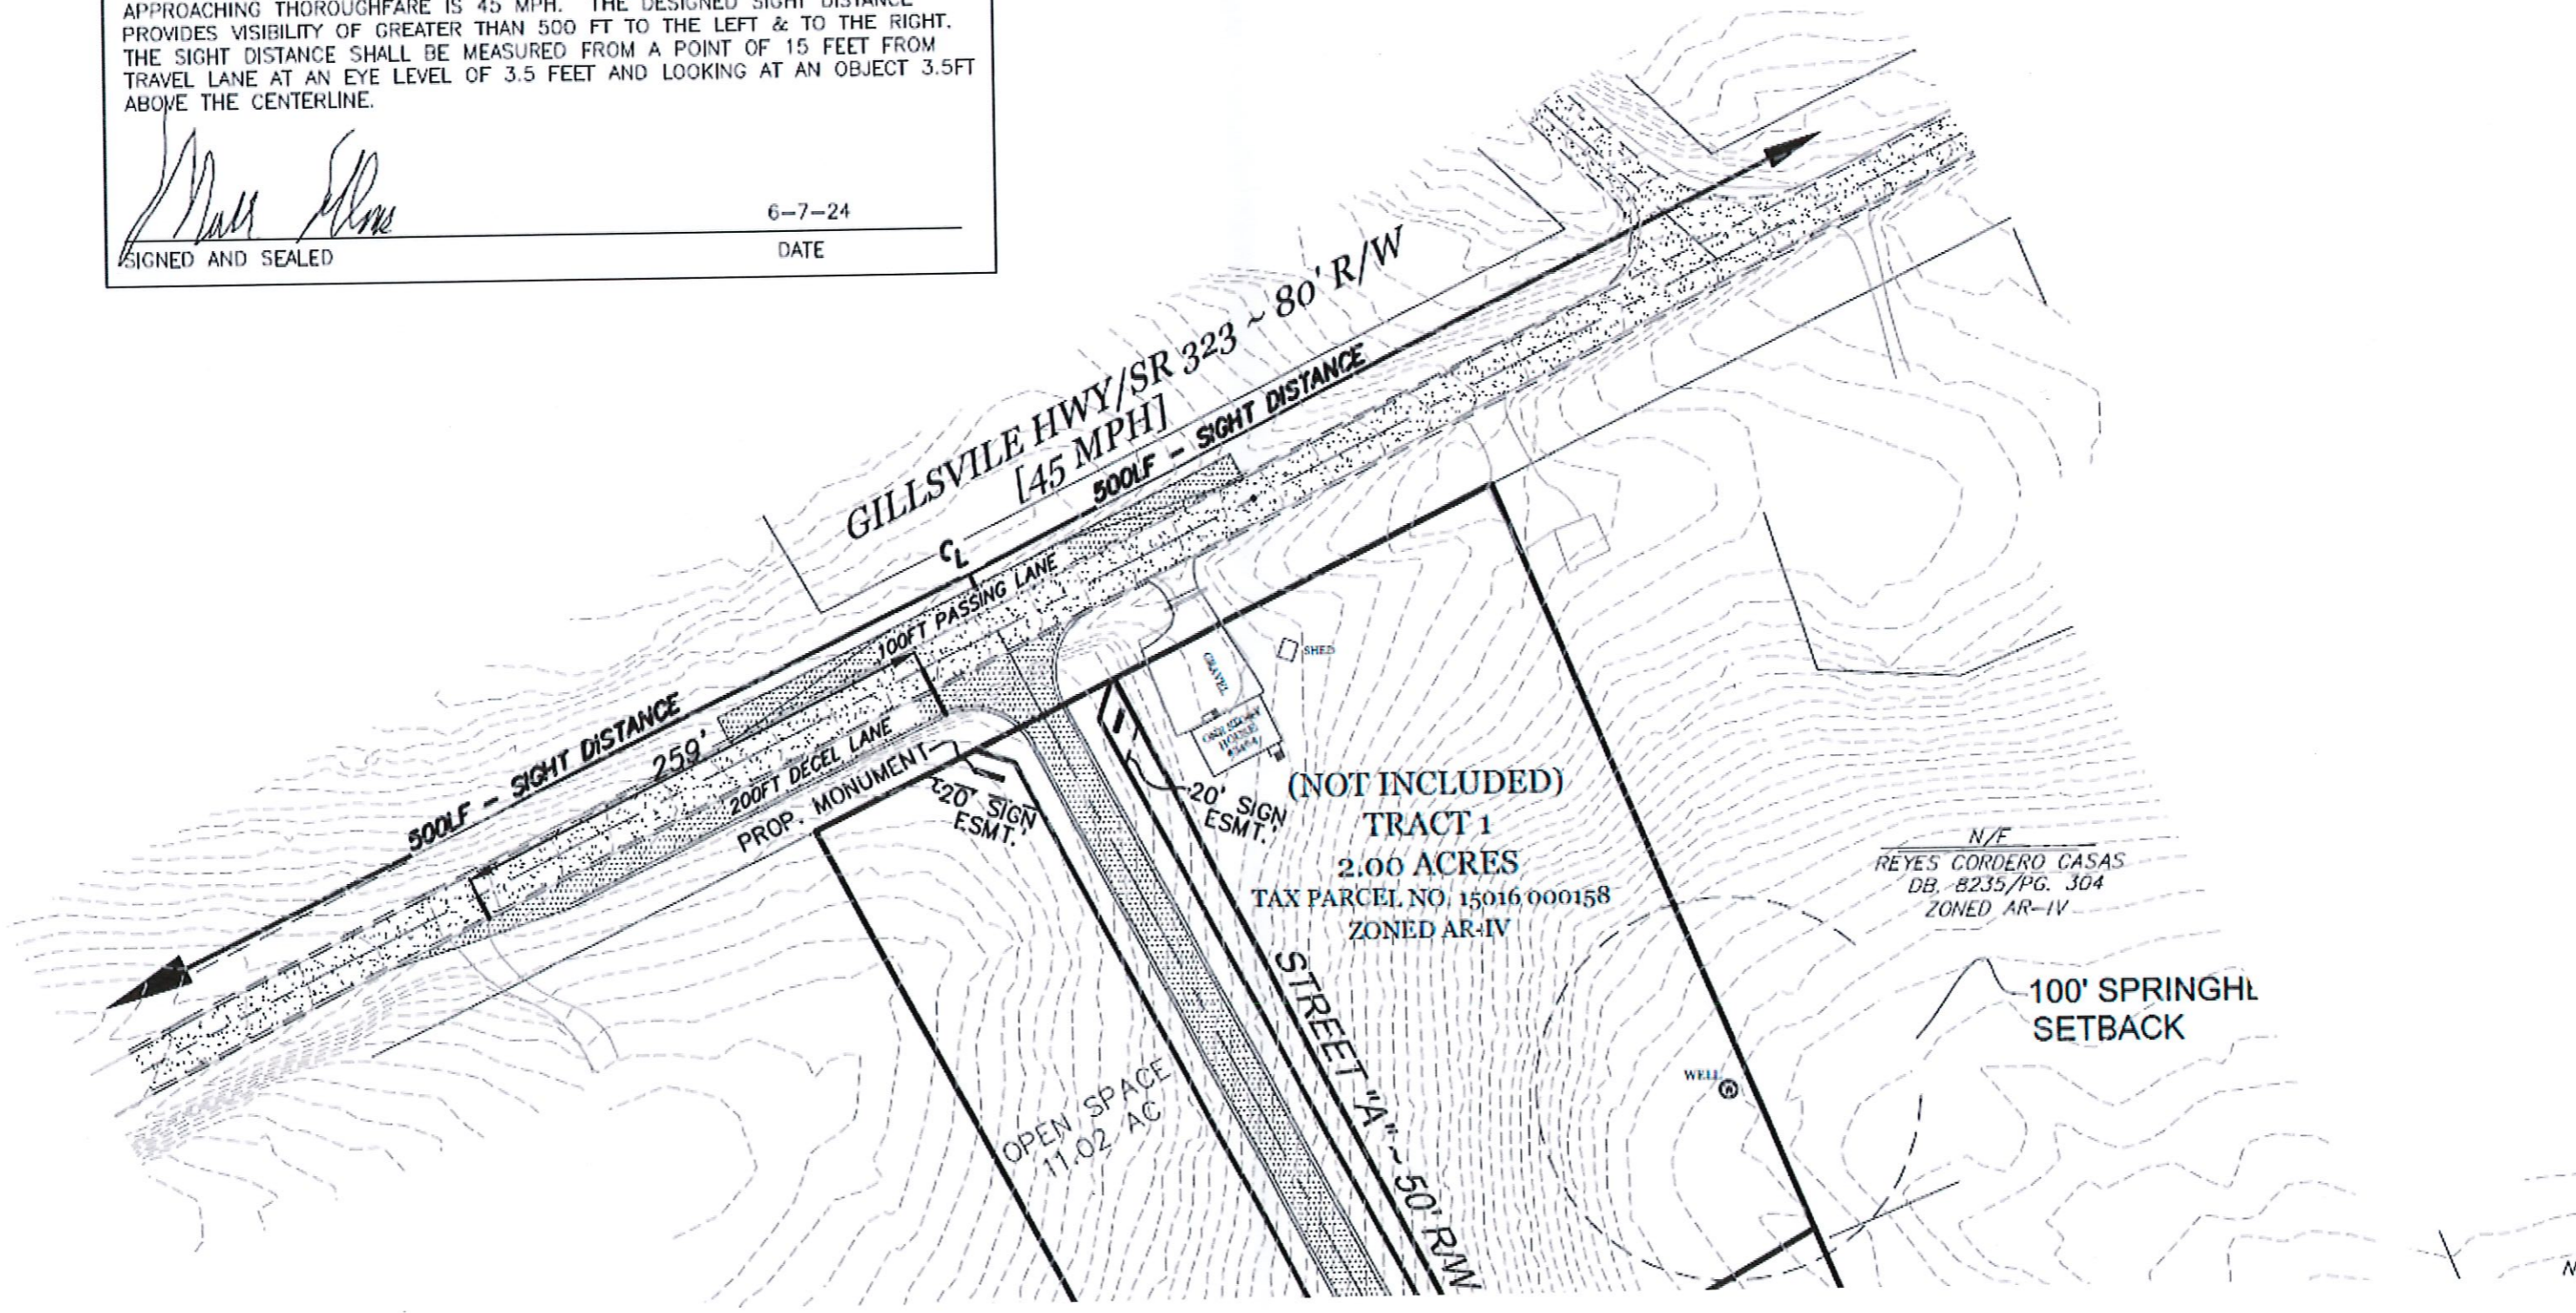 APPROACHING THOROUGHFARE IS 45 MPH. THE DESIGNED SIGHT DISTANCE
PROVIDES VISIBILITY OF GREATER THAN 500 FT TO THE LEFT & TO THE RIGHT.
THE SIGHT DISTANCE SHALL BE MEASURED FROM A POINT OF 15 FEET FROM
TRAVEL LANE AT AN EYE LEVEL OF 3.5 FEET AND LOOKING AT AN OBJECT 3.5FT
ABOVE THE CENTERLINE.
6-7-24
SIGNED AND SEALED
DATE
GILLSVILE HWY/SR 323 ~ 80' R/W
[45 MPH]
500LF - SIGHT DISTANCE
CL
100FT PASSING LANE
500LF - SIGHT DISTANCE
259'
200FT DECEL LANE
PROP. MONUMENT
20' SIGN
ESMT.
20' SIGN
ESMT.
GRAVEL
SHED
HOUSE
(NOT INCLUDED)
TRACT 1
2.00 ACRES
TAX PARCEL NO. 15016 000158
ZONED AR-IV
N/F
REYES CORDERO CASAS
DB. 8235/PG. 304
ZONED AR-IV
100' SPRINGHE
SETBACK
WELL
W
STREET "A" ~ 50' R/W
OPEN SPACE
11.02 AC
N